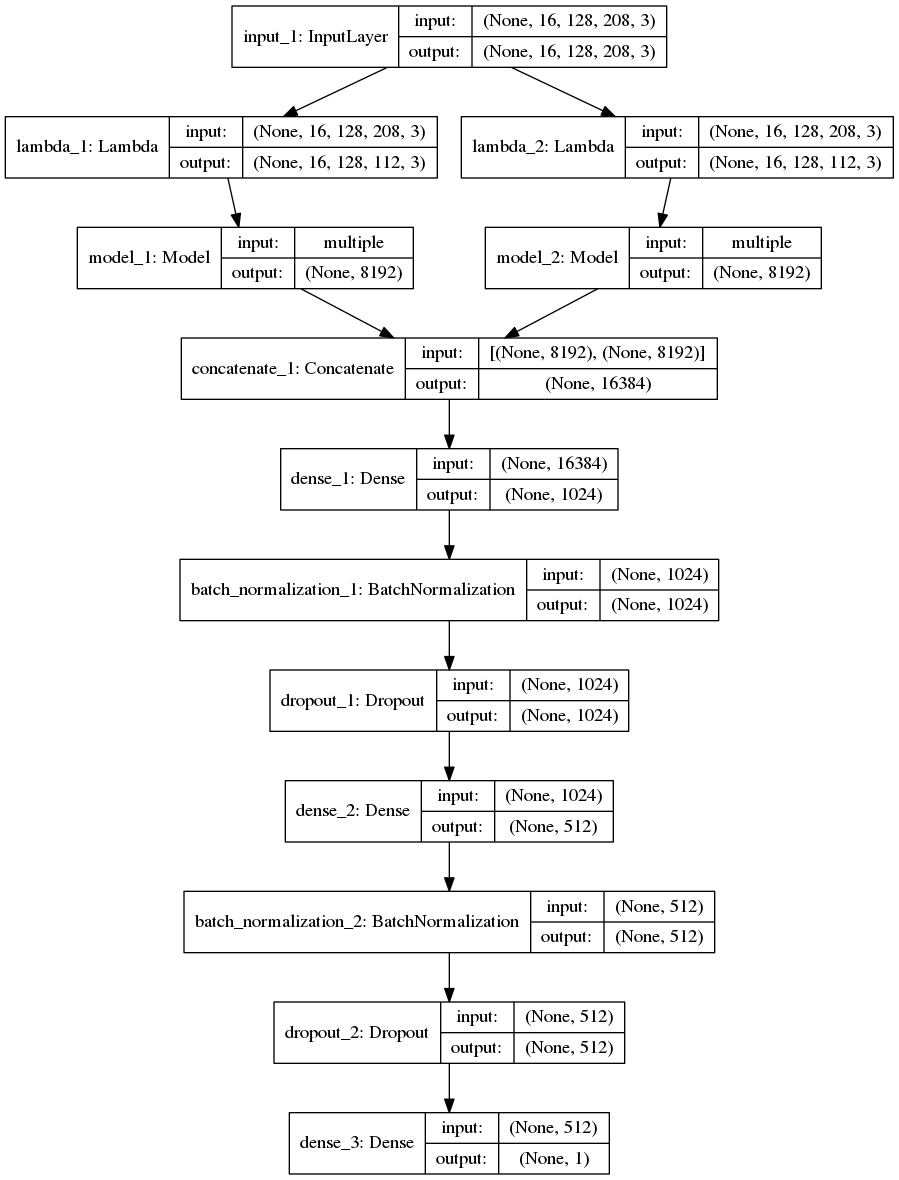 input_1: InputLayer
input: (None, 16, 128, 208, 3)
output: (None, 16, 128, 208, 3)
lambda_1: Lambda
input: (None, 16, 128, 208, 3)
output: (None, 16, 128, 112, 3)
lambda_2: Lambda
input: (None, 16, 128, 208, 3)
output: (None, 16, 128, 112, 3)
model_1: Model
input: multiple
output: (None, 8192)
model_2: Model
input: multiple
output: (None, 8192)
concatenate_1: Concatenate
input: [(None, 8192), (None, 8192)]
output: (None, 16384)
dense_1: Dense
input: (None, 16384)
output: (None, 1024)
batch_normalization_1: BatchNormalization
input: (None, 1024)
output: (None, 1024)
dropout_1: Dropout
input: (None, 1024)
output: (None, 1024)
dense_2: Dense
input: (None, 1024)
output: (None, 512)
batch_normalization_2: BatchNormalization
input: (None, 512)
output: (None, 512)
dropout_2: Dropout
input: (None, 512)
output: (None, 512)
dense_3: Dense
input: (None, 512)
output: (None, 1)